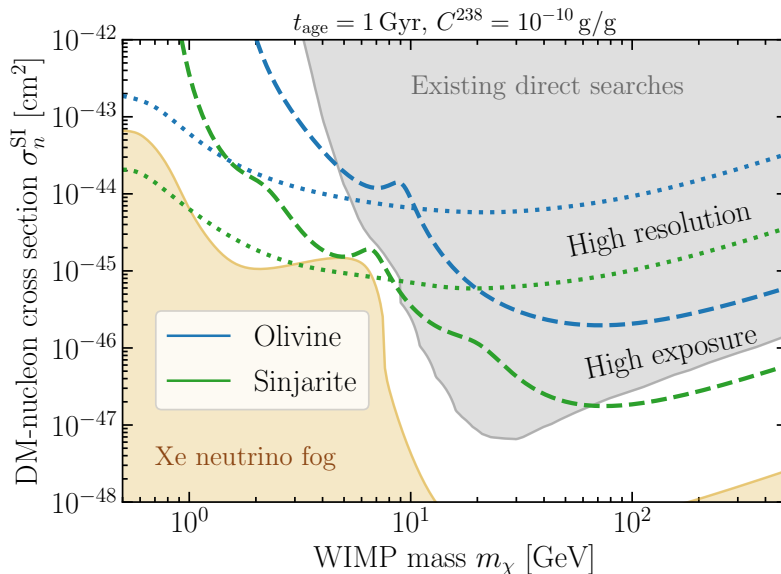 t_age = 1 Gyr, C^238 = 10^-10 g/g
10^-42
10^-43
10^-44
10^-45
10^-46
10^-47
10^-48
DM-nucleon cross section σ_n^SI [cm^2]
Existing direct searches
High resolution
High exposure
Olivine
Sinjarite
Xe neutrino fog
10^0
10^1
10^2
WIMP mass m_χ [GeV]